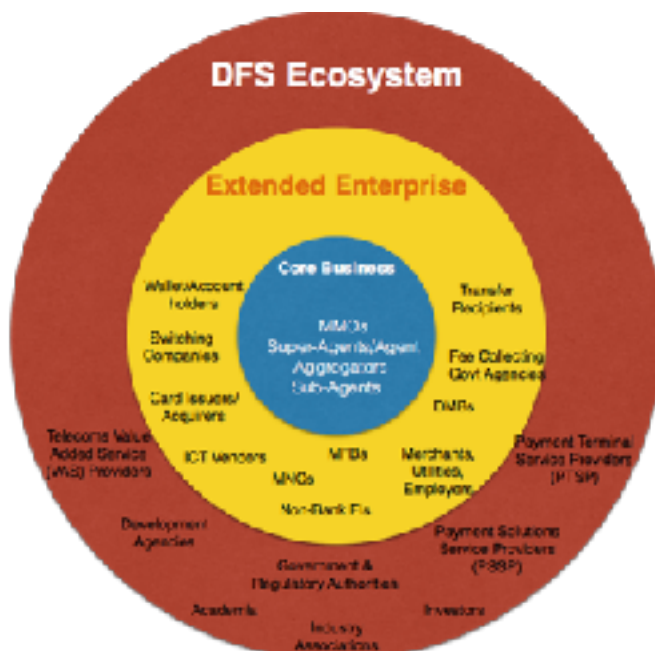 DFS Ecosystem
Extended Enterprise
Core Business
MMOs
Super-Agents/Agent
Aggregators
Sub-Agents
Wallet/Account
holders
Switching
Companies
Card Issuers/
Acquirers
ICT Vendors
MNOs
MFBs
Non-Bank FIs
Merchants,
Utilities,
Employers
DMBs
Fee Collecting
Govt Agencies
Transfer
Recipients
Telecoms Value
Added Service
(VAS) Providers
Development
Agencies
Academia
Government &
Regulatory Authorities
Industry
Associations
Investors
Payment Solutions
Service Providers
(PSSP)
Payment Terminal
Service Providers
(PTSP)